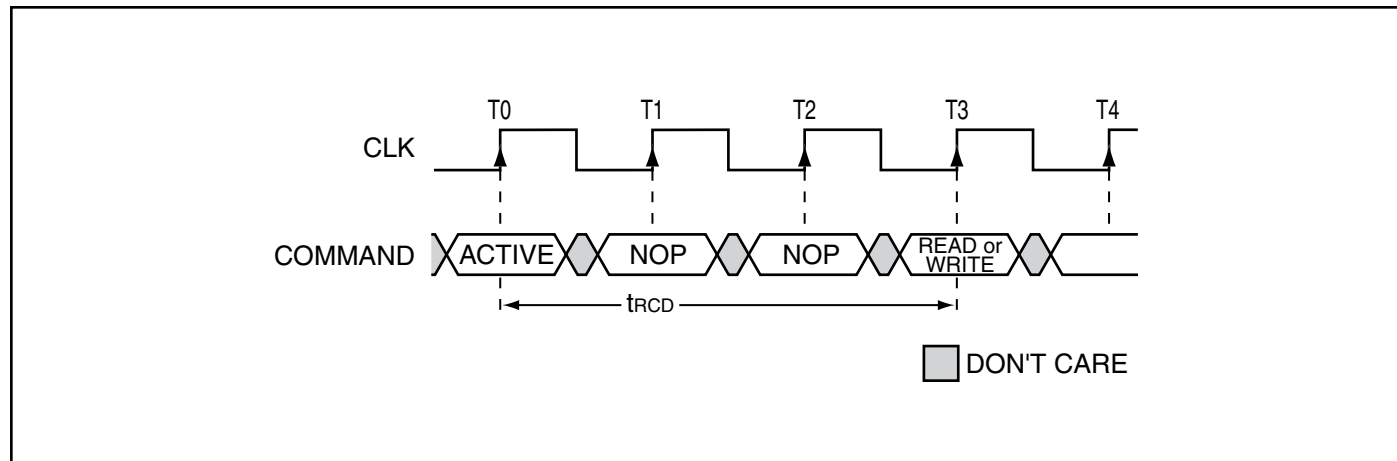 T0 T1 T2 T3 T4
CLK
COMMAND ACTIVE NOP NOP READ or
WRITE
tRCD
DON'T CARE